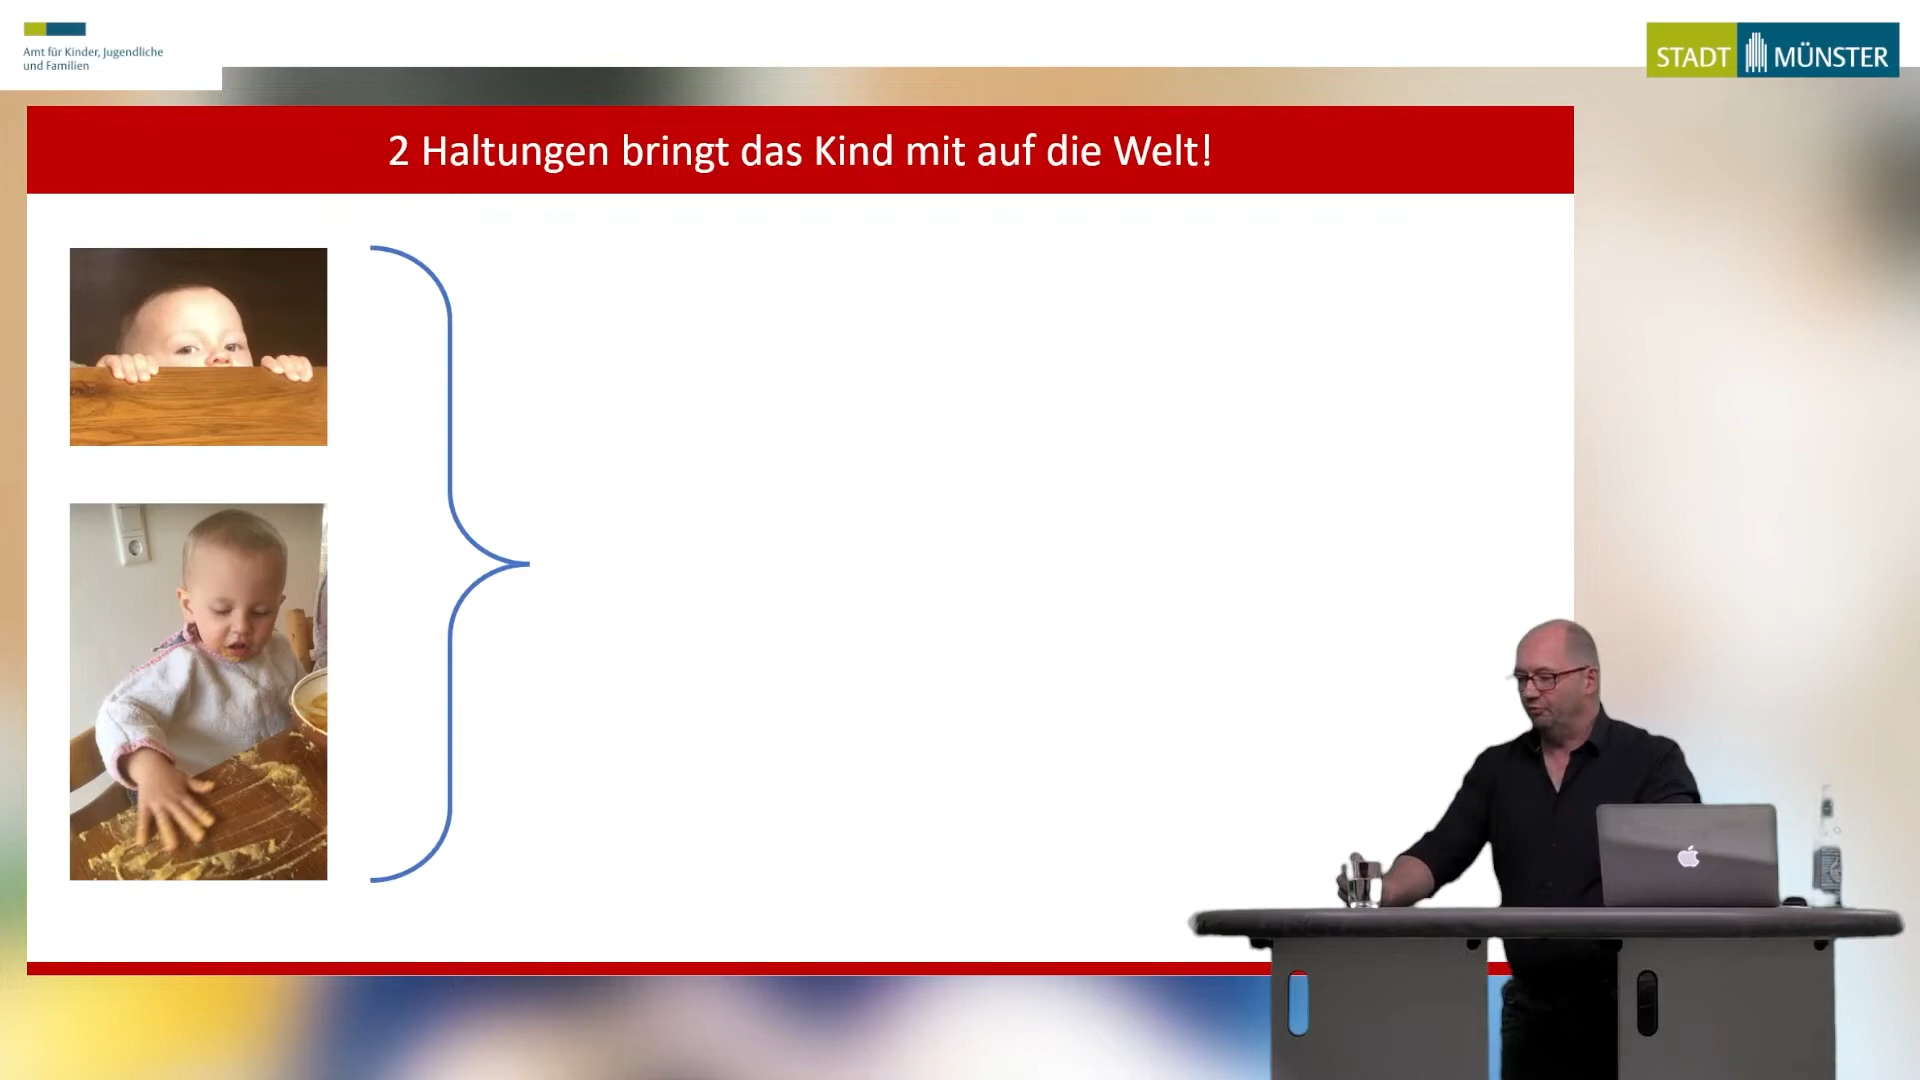 Amt für Kinder, Jugendliche
und Familien
STADT MÜNSTER
2 Haltungen bringt das Kind mit auf die Welt!